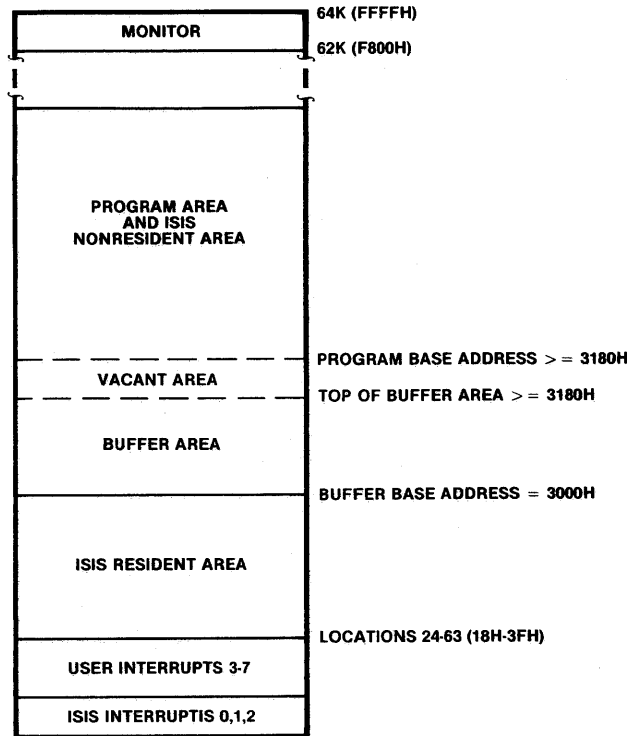 64K (FFFFH)
MONITOR
62K (F800H)
PROGRAM AREA
AND ISIS
NONRESIDENT AREA
PROGRAM BASE ADDRESS >= 3180H
VACANT AREA
TOP OF BUFFER AREA >= 3180H
BUFFER AREA
BUFFER BASE ADDRESS = 3000H
ISIS RESIDENT AREA
LOCATIONS 24-63 (18H-3FH)
USER INTERRUPTS 3-7
ISIS INTERRUPTIS 0,1,2